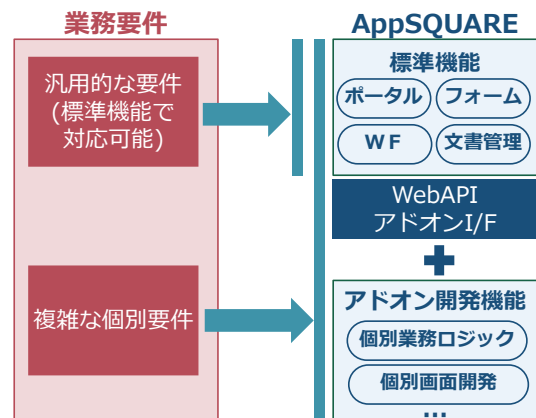 業務要件
汎用的な要件
(標準機能で
対応可能)
複雑な個別要件
AppSQUARE
標準機能
ポータル
フォーム
ＷＦ
文書管理
WebAPI
アドオンI/F
アドオン開発機能
個別業務ロジック
個別画面開発
…